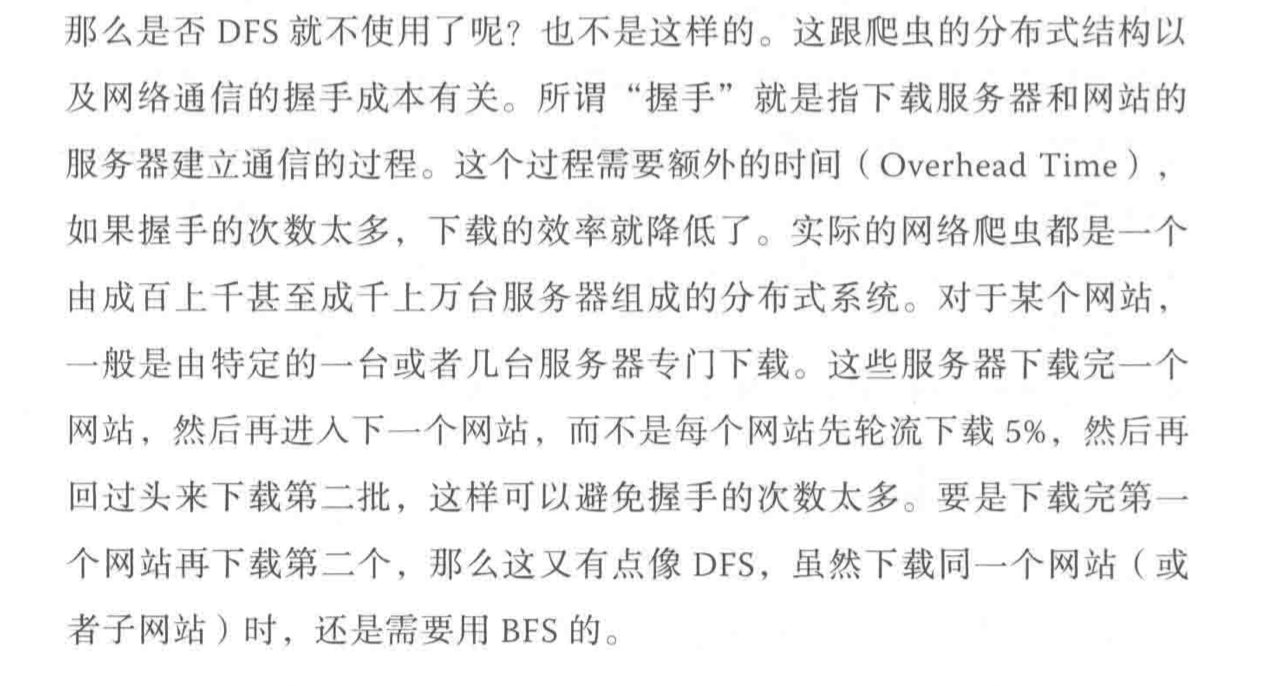 那么是否 DFS 就不使用了呢？也不是这样的。这跟爬虫的分布式结构以
及网络通信的握手成本有关。所谓“握手”就是指下载服务器和网站的
服务器建立通信的过程。这个过程需要额外的时间（Overhead Time），
如果握手的次数太多，下载的效率就降低了。实际的网络爬虫都是一个
由成百上千甚至成千上万台服务器组成的分布式系统。对于某个网站，
一般是由特定的一台或者几台服务器专门下载。这些服务器下载完一个
网站，然后再进入下一个网站，而不是每个网站先轮流下载 5%，然后再
回过头来下载第二批，这样可以避免握手的次数太多。要是下载完第一
个网站再下载第二个，那么这又有点像 DFS，虽然下载同一个网站（或
者子网站）时，还是需要用 BFS 的。